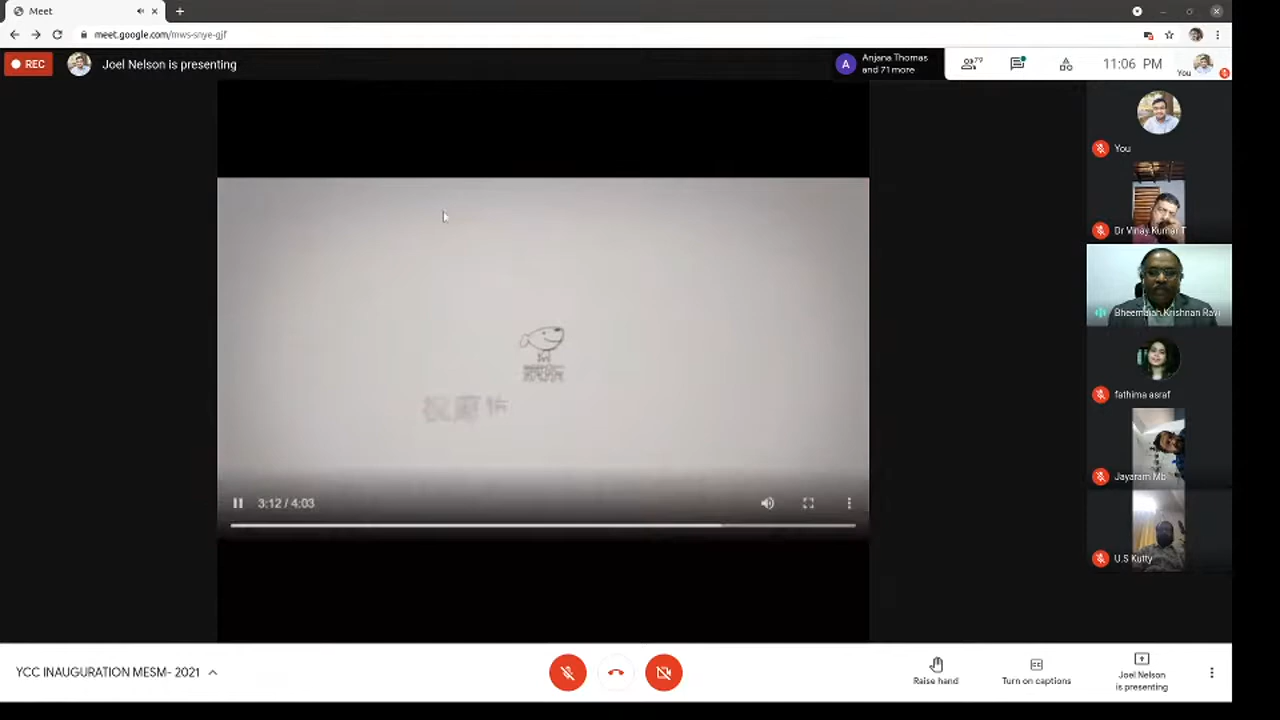 Meet
meet.google.com/mws-snye-gjf
REC
Joel Nelson is presenting
A
Anjana Thomas
and 71 more
79
11:06 PM
You
You
Dr Vinay Kumar T
Bheemaiah Krishnan Ravi
fathima asraf
Jayaram Mb
U.S Kutty
3:12 / 4:03
YCC INAUGURATION MESM- 2021
Raise hand
Turn on captions
Joel Nelson
is presenting